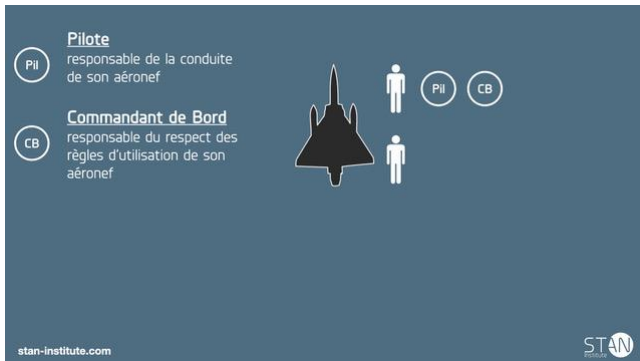 Pilote
Pil
responsable de la conduite
de son aéronef
Pil
CB
Commandant de Bord
CB
responsable du respect des
règles d'utilisation de son
aéronef
stan-institute.com
STAN
institute